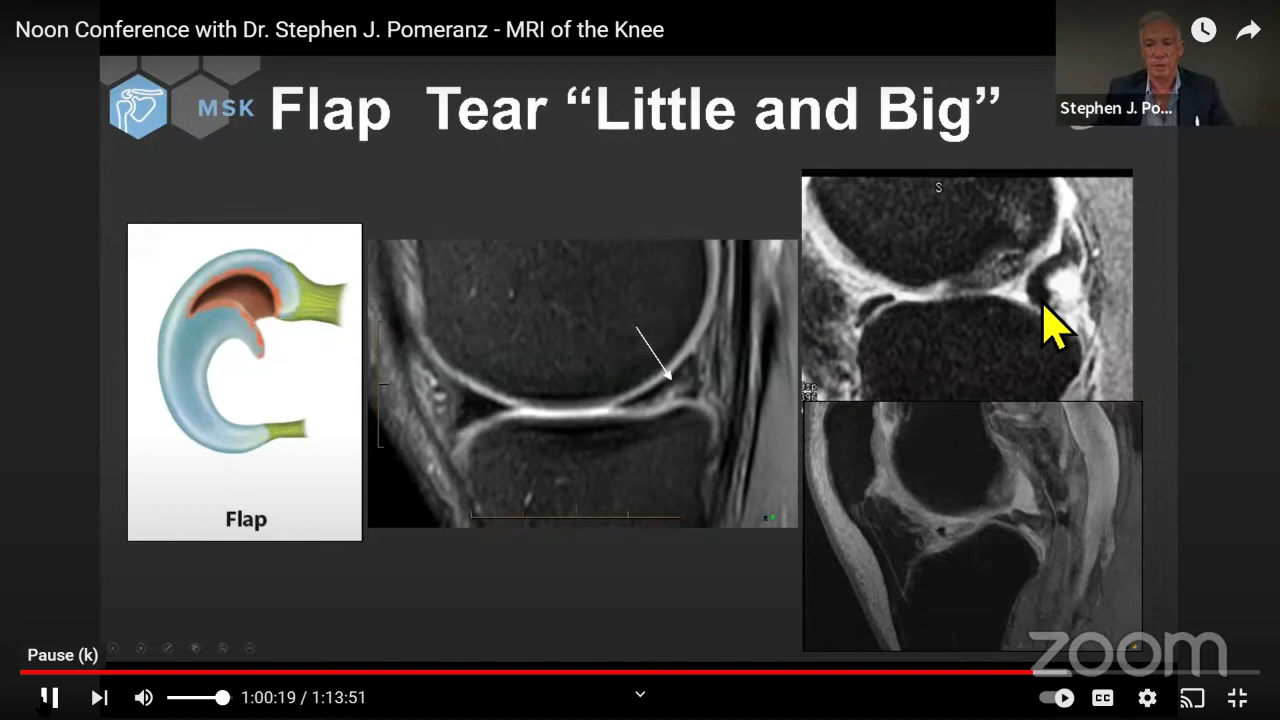 Noon Conference with Dr. Stephen J. Pomeranz - MRI of the Knee
Stephen J. Po...
MSK
Flap Tear “Little and Big”
S
Flap
zoom
Pause (k)
1:00:19 / 1:13:51
CC